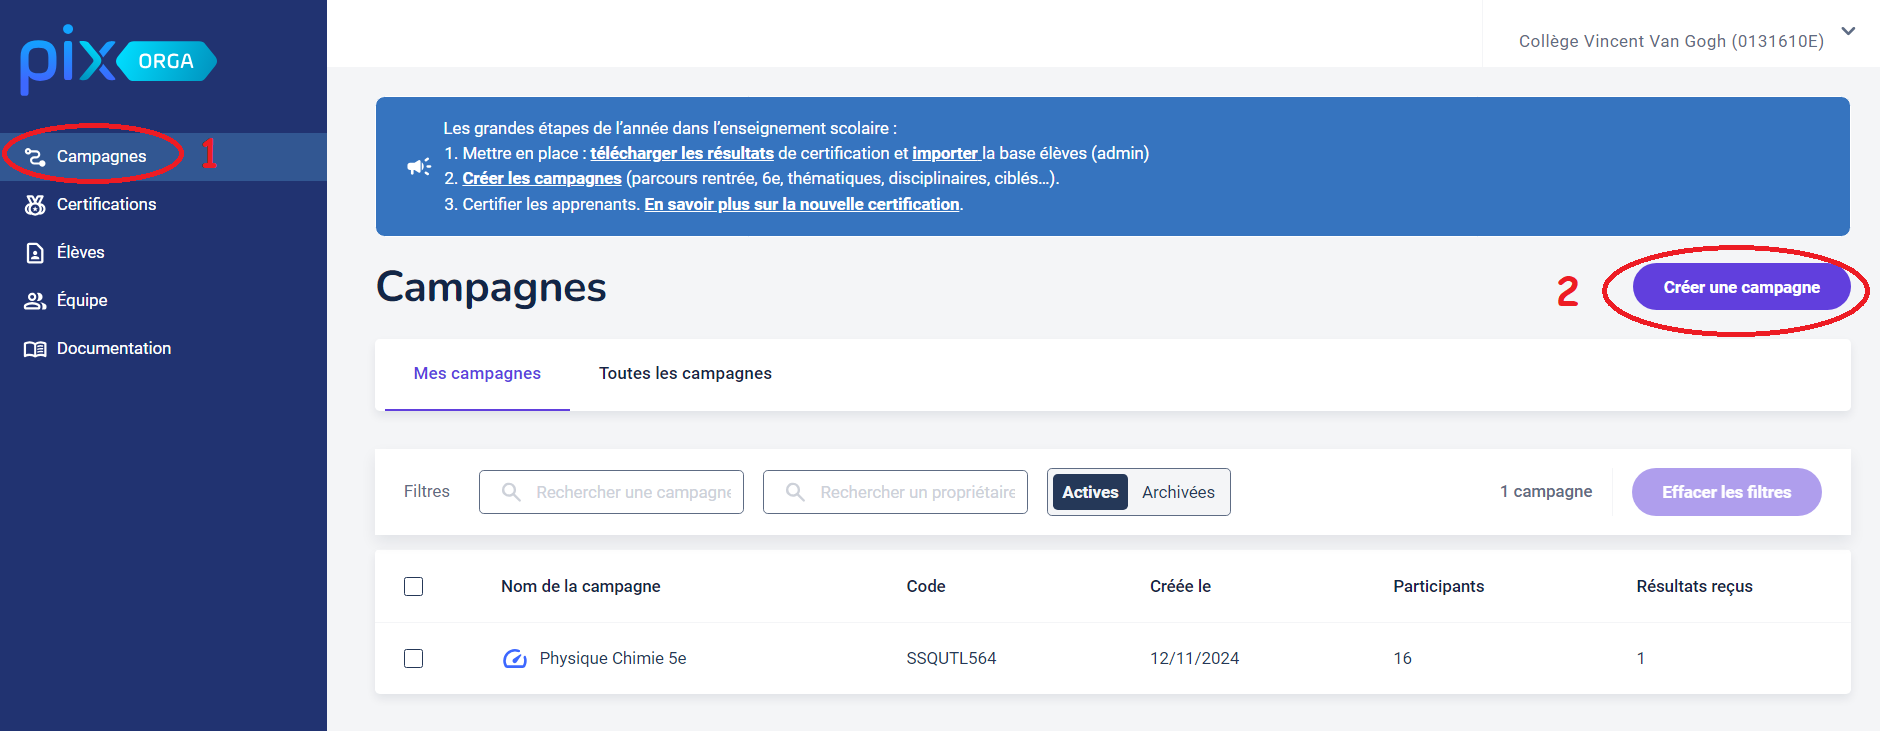 pix ORGA
Collège Vincent Van Gogh (0131610E)
Campagnes 1
Certifications
Élèves
Équipe
Documentation
Les grandes étapes de l’année dans l’enseignement scolaire :
1. Mettre en place : télécharger les résultats de certification et importer la base élèves (admin)
2. Créer les campagnes (parcours rentrée, 6e, thématiques, disciplinaires, ciblés…).
3. Certifier les apprenants. En savoir plus sur la nouvelle certification.
Campagnes
2 Créer une campagne
Mes campagnes Toutes les campagnes
Filtres Rechercher une campagne Rechercher un propriétaire Actives Archivées 1 campagne Effacer les filtres
Nom de la campagne Code Créée le Participants Résultats reçus
Physique Chimie 5e SSQUTL564 12/11/2024 16 1